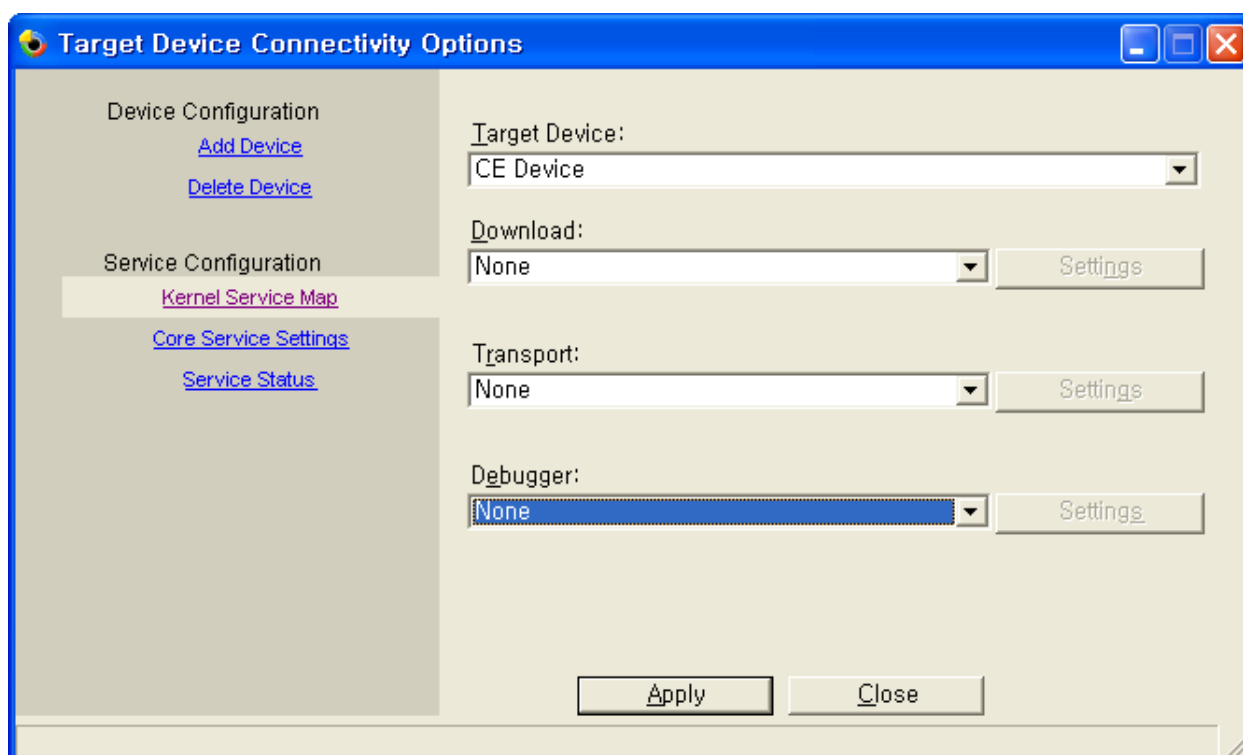 Target Device Connectivity Options
Device Configuration
Add Device
Delete Device
Service Configuration
Kernel Service Map
Core Service Settings
Service Status
Target Device:
CE Device
Download:
None
Settings
Transport:
None
Settings
Debugger:
None
Settings
Apply
Close